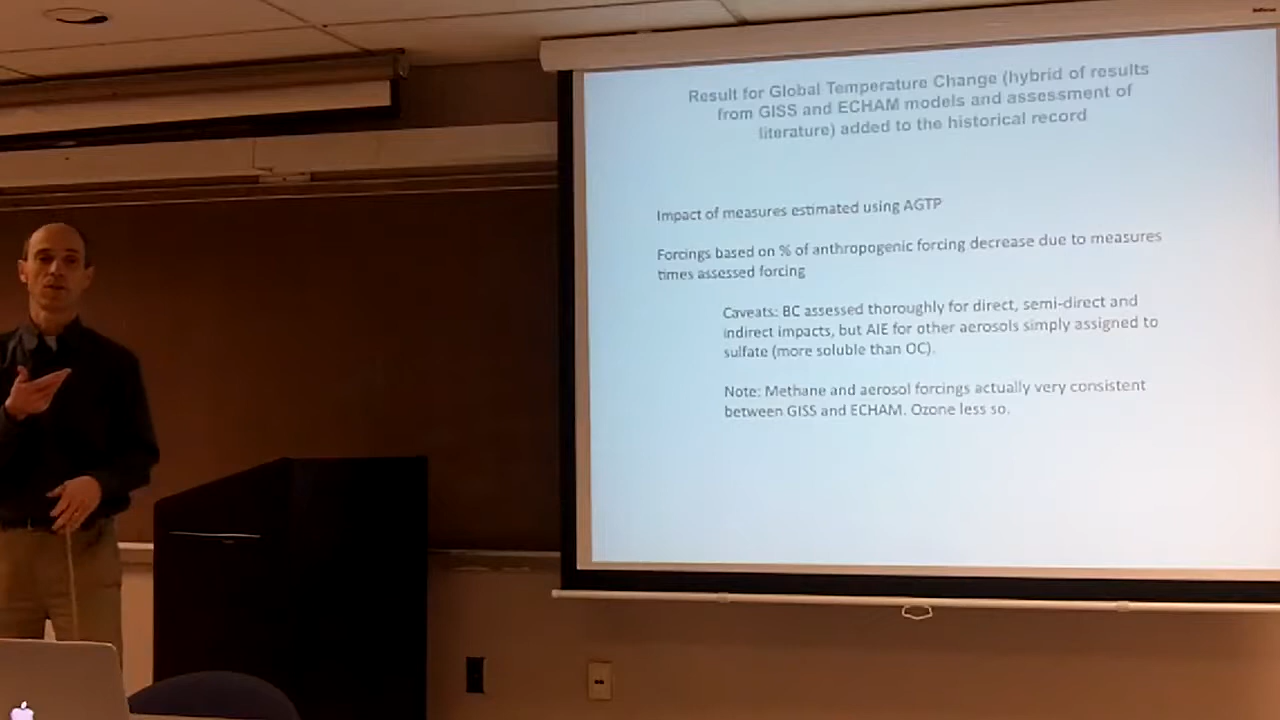 Result for Global Temperature Change (hybrid of results
from GISS and ECHAM models and assessment of
literature) added to the historical record
Impact of measures estimated using AGTP
Forcings based on % of anthropogenic forcing decrease due to measures
times assessed forcing
Caveats: BC assessed thoroughly for direct, semi-direct and
indirect impacts, but AIE for other aerosols simply assigned to
sulfate (more soluble than OC).
Note: Methane and aerosol forcings actually very consistent
between GISS and ECHAM. Ozone less so.